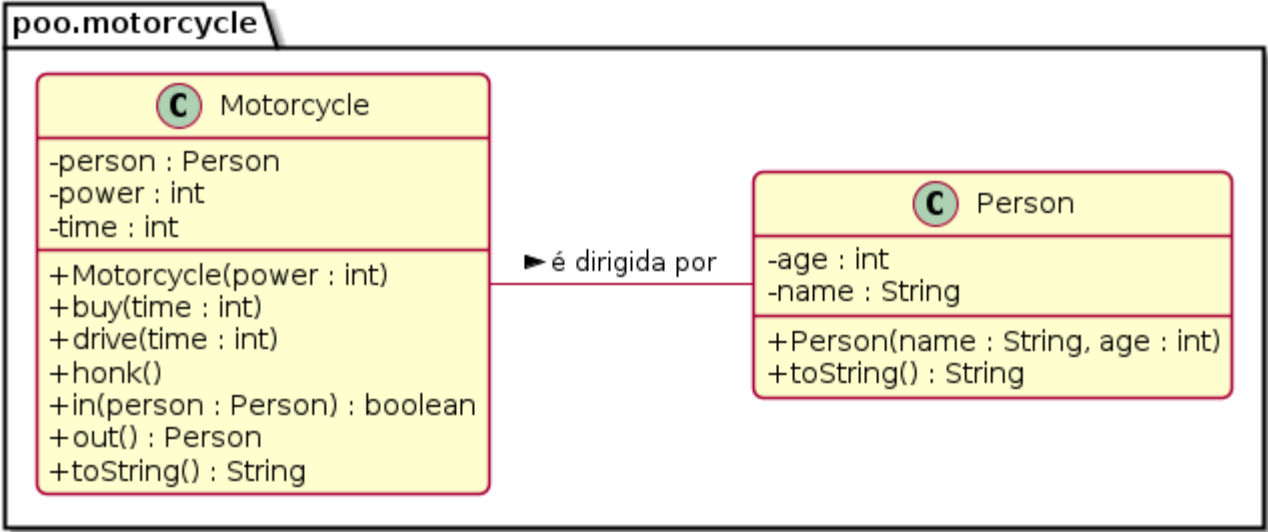 poo.motorcycle
C Motorcycle
-person : Person
-power : int
-time : int
+Motorcycle(power : int)
+buy(time : int)
+drive(time : int)
+honk()
+in(person : Person) : boolean
+out() : Person
+toString() : String
é dirigida por
C Person
-age : int
-name : String
+Person(name : String, age : int)
+toString() : String